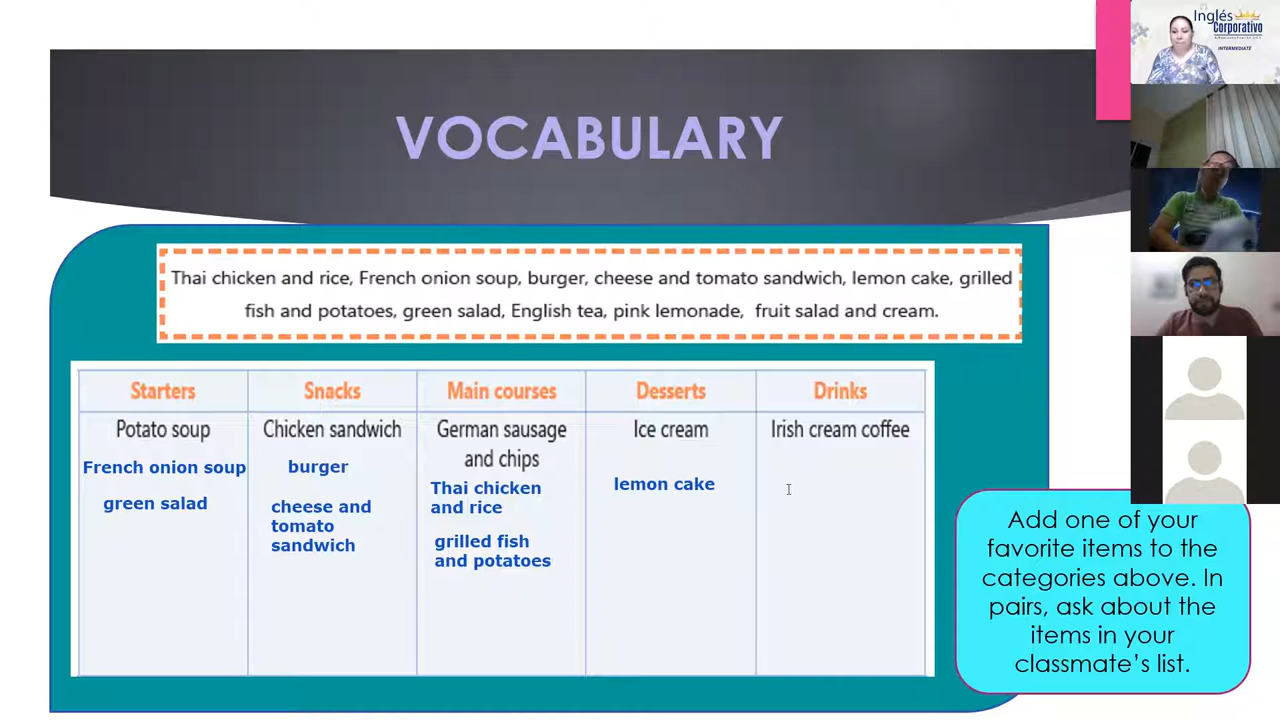 VOCABULARY
Inglés
Corporativo
INTERMEDIATE
Thai chicken and rice, French onion soup, burger, cheese and tomato sandwich, lemon cake, grilled
fish and potatoes, green salad, English tea, pink lemonade, fruit salad and cream.
Starters
Snacks
Main courses
Desserts
Drinks
Potato soup
Chicken sandwich
German sausage
and chips
Ice cream
Irish cream coffee
French onion soup
green salad
burger
cheese and
tomato
sandwich
Thai chicken
and rice
grilled fish
and potatoes
lemon cake
Add one of your
favorite items to the
categories above. In
pairs, ask about the
items in your
classmate's list.